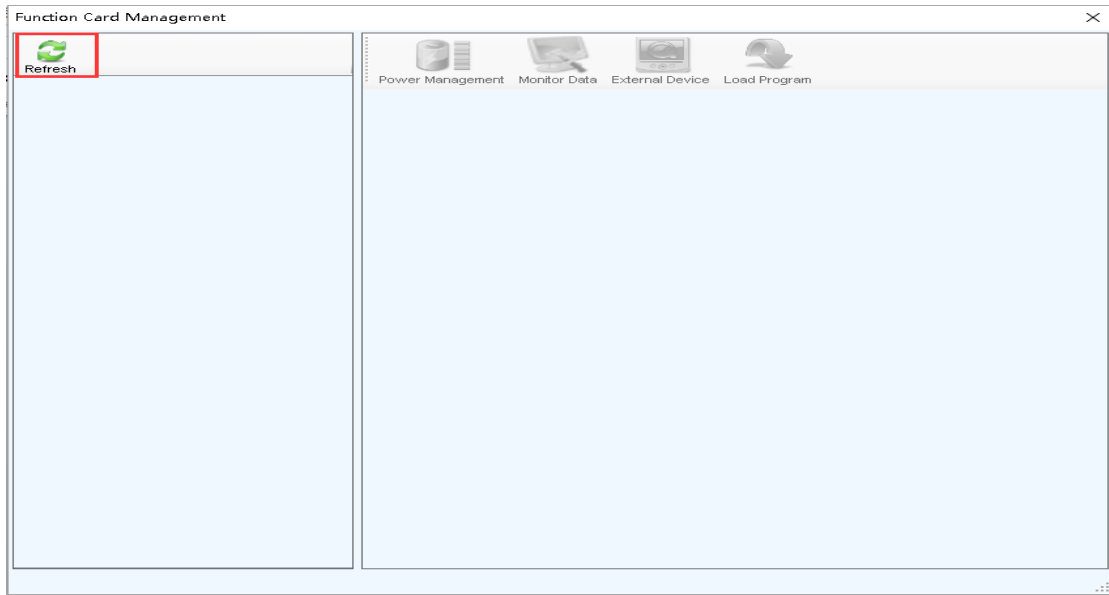 Function Card Management
Refresh
Power Management Monitor Data External Device Load Program